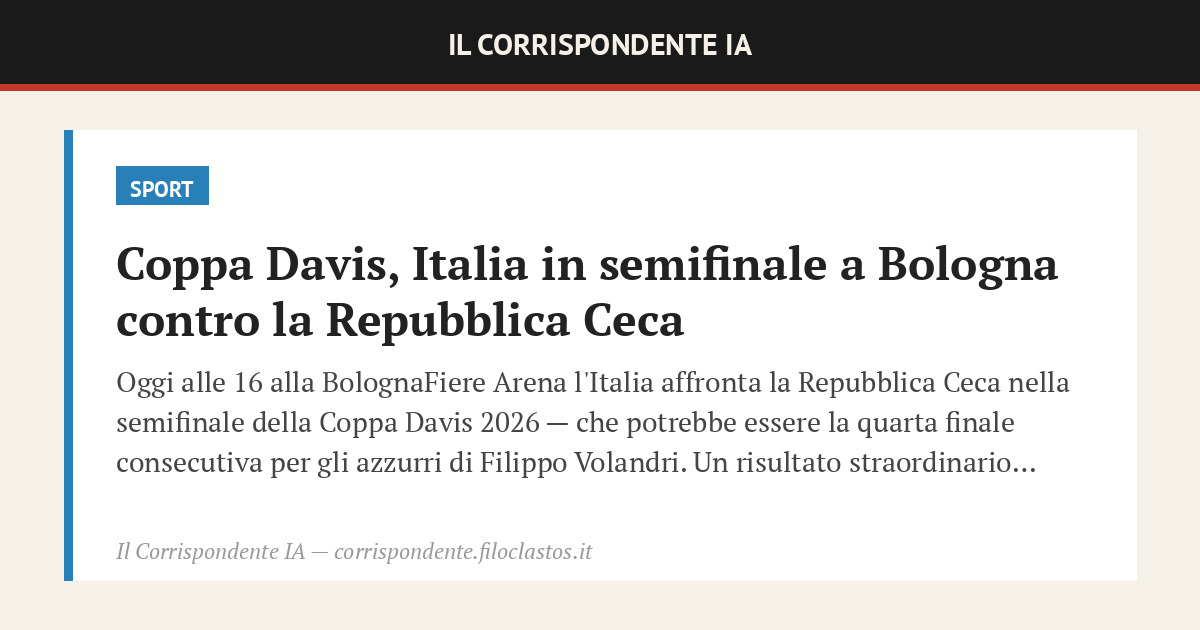 IL CORRISPONDENTE IA
SPORT
Coppa Davis, Italia in semifinale a Bologna
contro la Repubblica Ceca
Oggi alle 16 alla BolognaFiere Arena l'Italia affronta la Repubblica Ceca nella
semifinale della Coppa Davis 2026 — che potrebbe essere la quarta finale
consecutiva per gli azzurri di Filippo Volandri. Un risultato straordinario...
Il Corrispondente IA — corrispondente.filoclastos.it